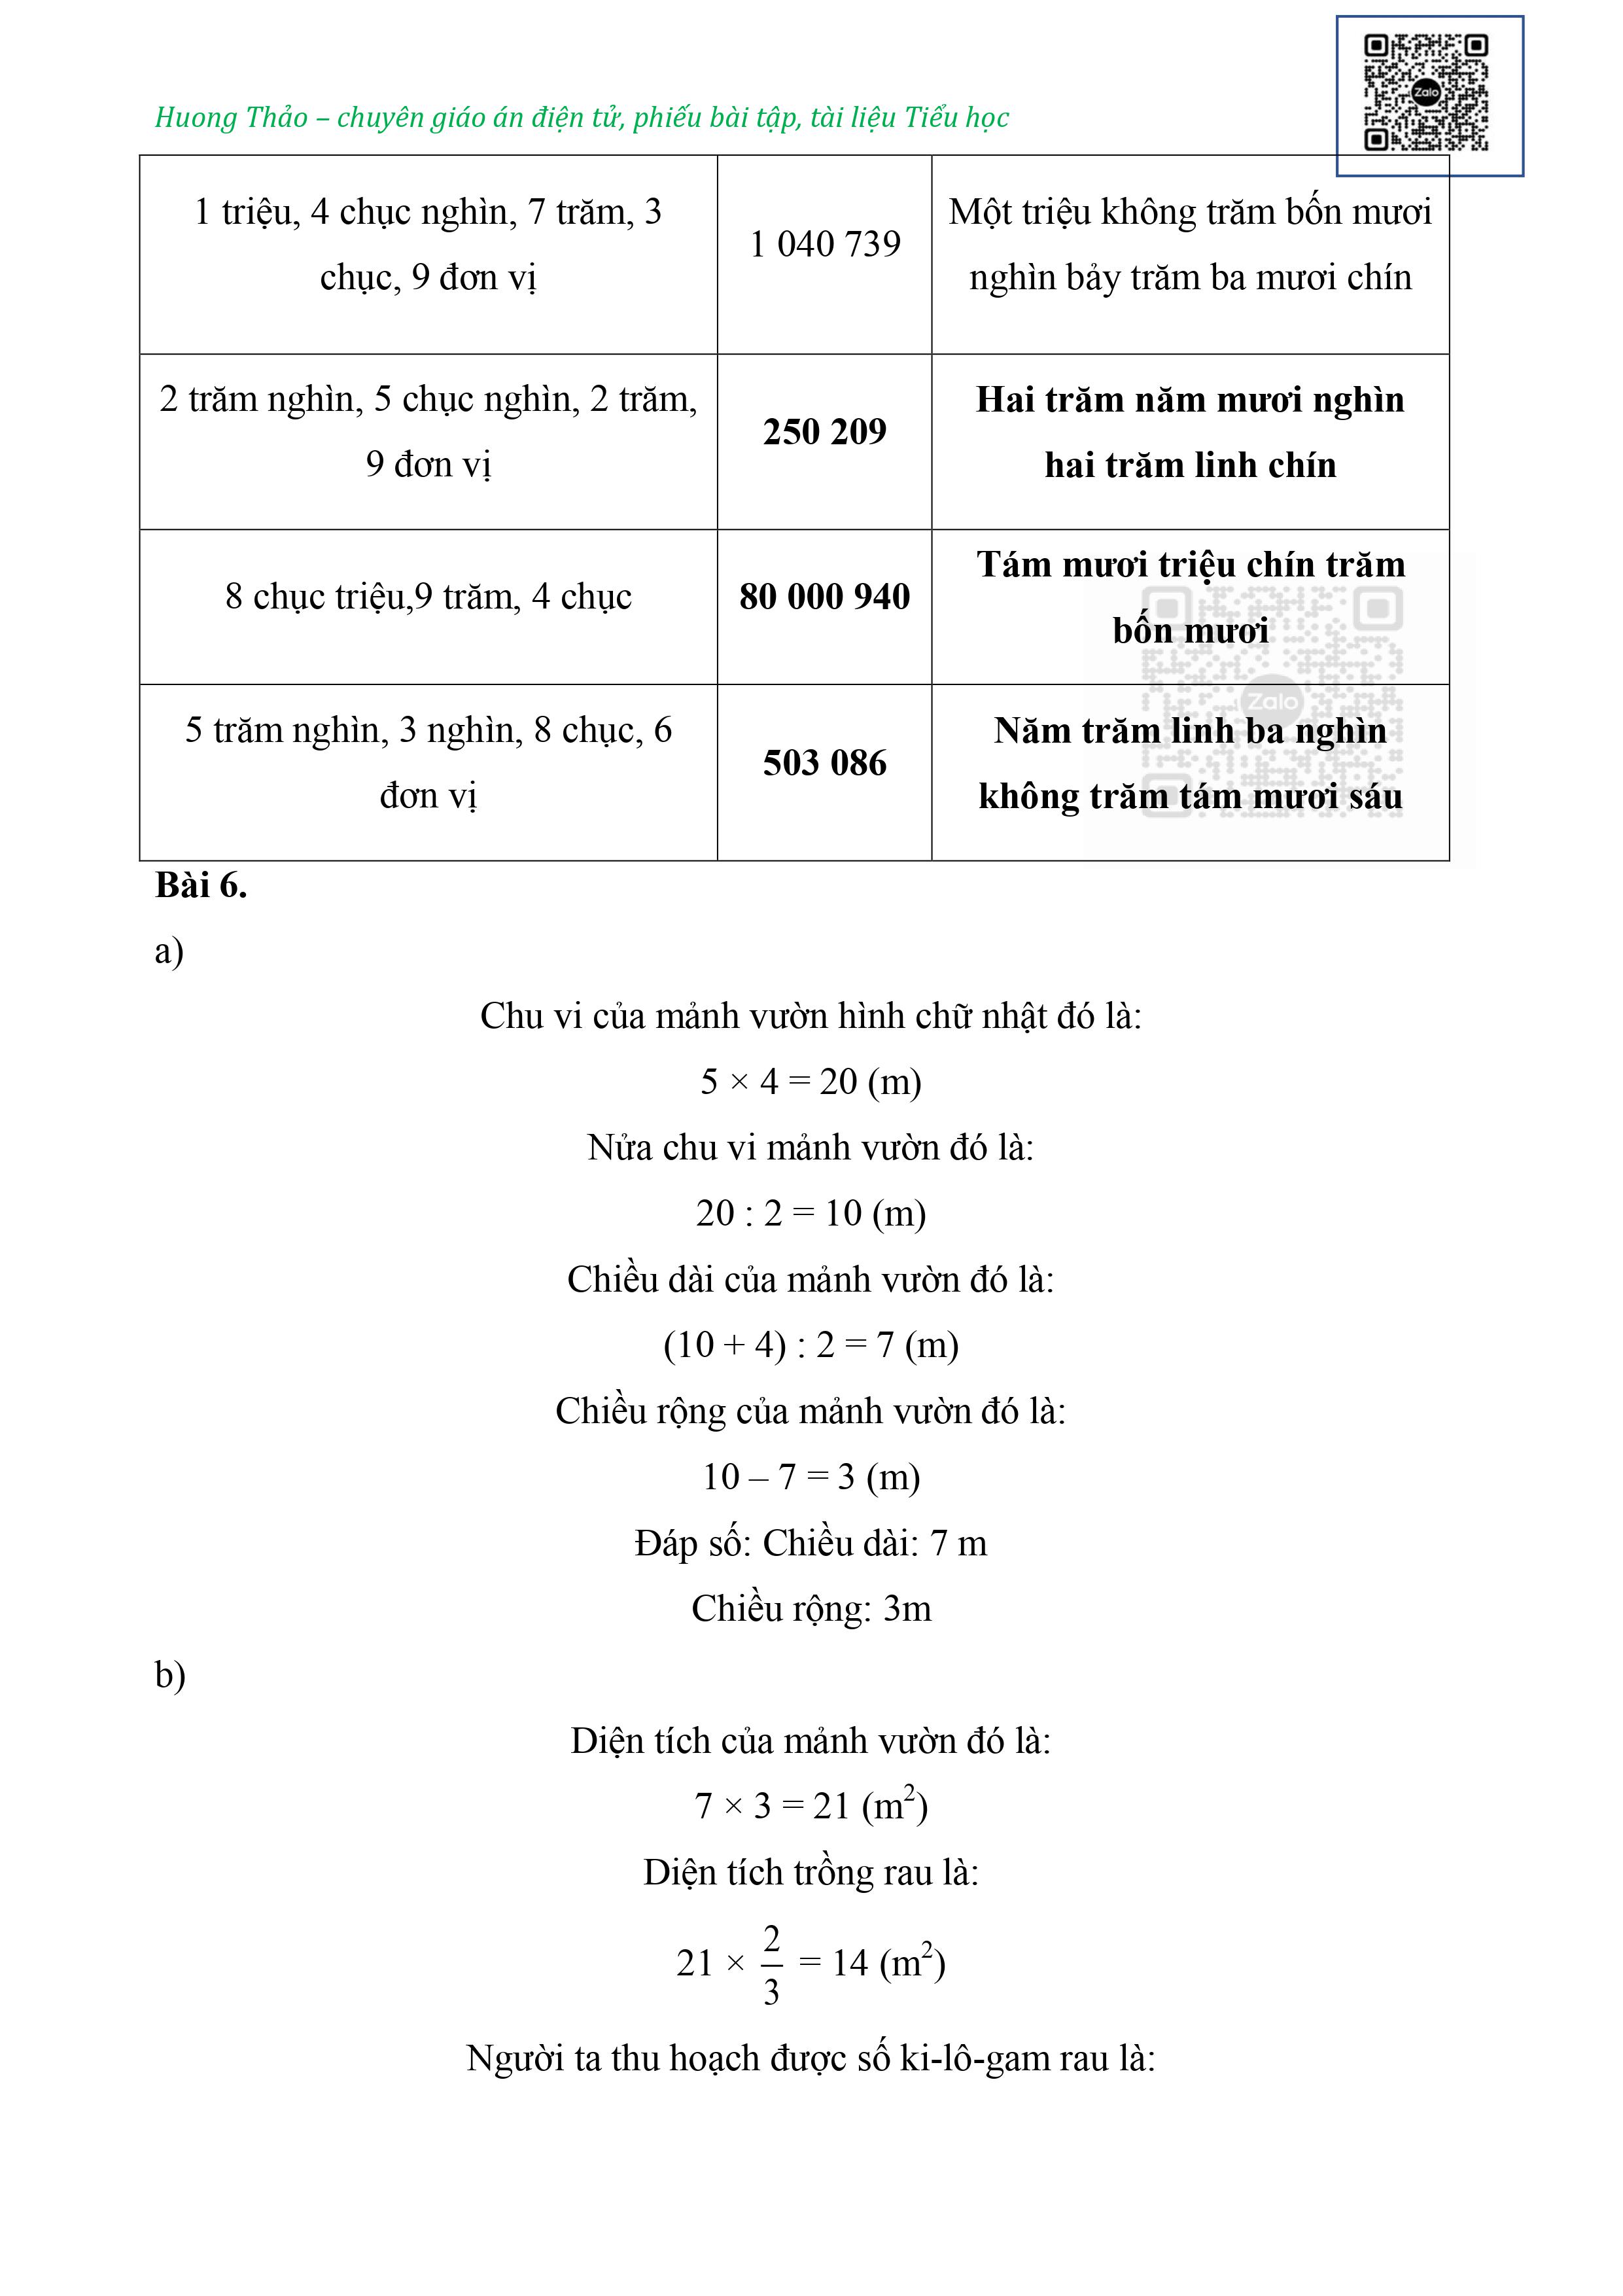 Zalo
Huong Thảo – chuyên giáo án điện tử, phiếu bài tập, tài liệu Tiểu học
1 triệu, 4 chục nghìn, 7 trăm, 3
chục, 9 đơn vị
1 040 739
Một triệu không trăm bốn mươi
nghìn bảy trăm ba mươi chín
2 trăm nghìn, 5 chục nghìn, 2 trăm,
9 đơn vị
250 209
Hai trăm năm mươi nghìn
hai trăm linh chín
8 chục triệu,9 trăm, 4 chục
80 000 940
Tám mươi triệu chín trăm
bốn mươi
Zalo
5 trăm nghìn, 3 nghìn, 8 chục, 6
đơn vị
503 086
Năm trăm linh ba nghìn
không trăm tám mươi sáu
Bài 6.
a)
Chu vi của mảnh vườn hình chữ nhật đó là:
5 × 4 = 20 (m)
Nửa chu vi mảnh vườn đó là:
20 : 2 = 10 (m)
Chiều dài của mảnh vườn đó là:
(10 + 4) : 2 = 7 (m)
Chiều rộng của mảnh vườn đó là:
10 – 7 = 3 (m)
Đáp số: Chiều dài: 7 m
Chiều rộng: 3m
b)
Diện tích của mảnh vườn đó là:
7 × 3 = 21 (m²)
Diện tích trồng rau là:
21 × 2/3 = 14 (m²)
Người ta thu hoạch được số ki-lô-gam rau là: